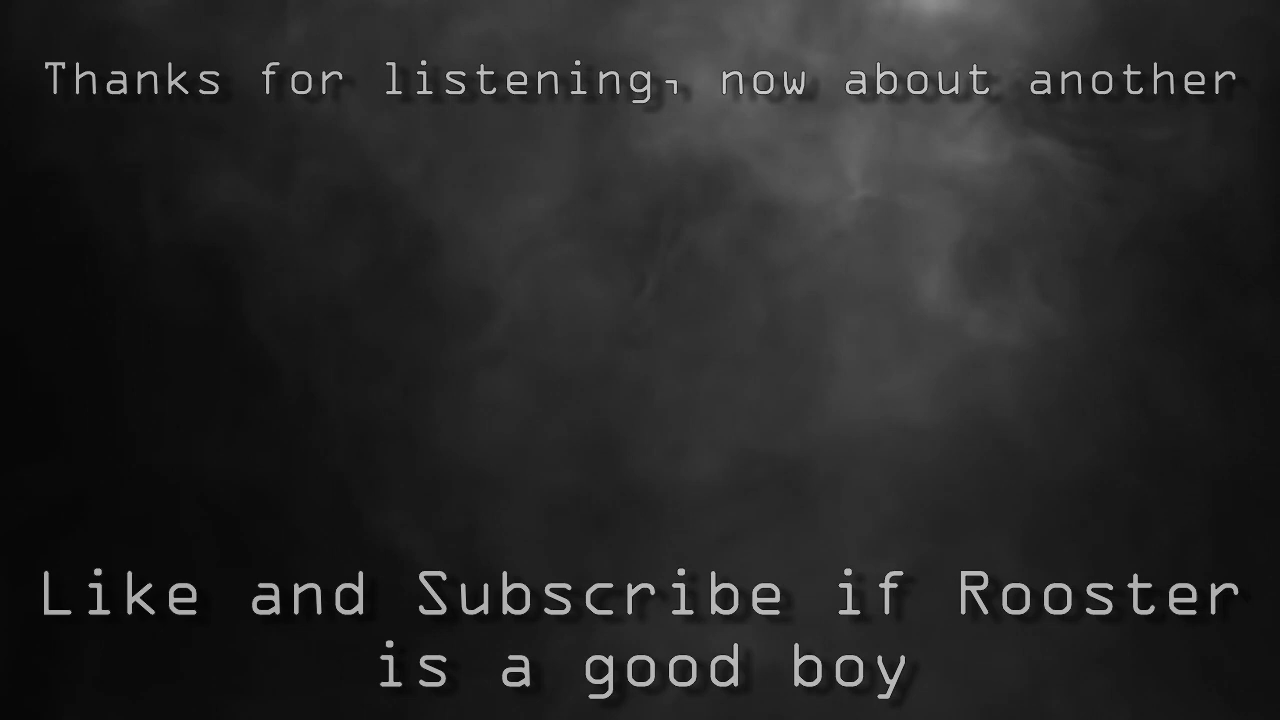 Thanks for listening, now about another
Like and Subscribe if Rooster
is a good boy